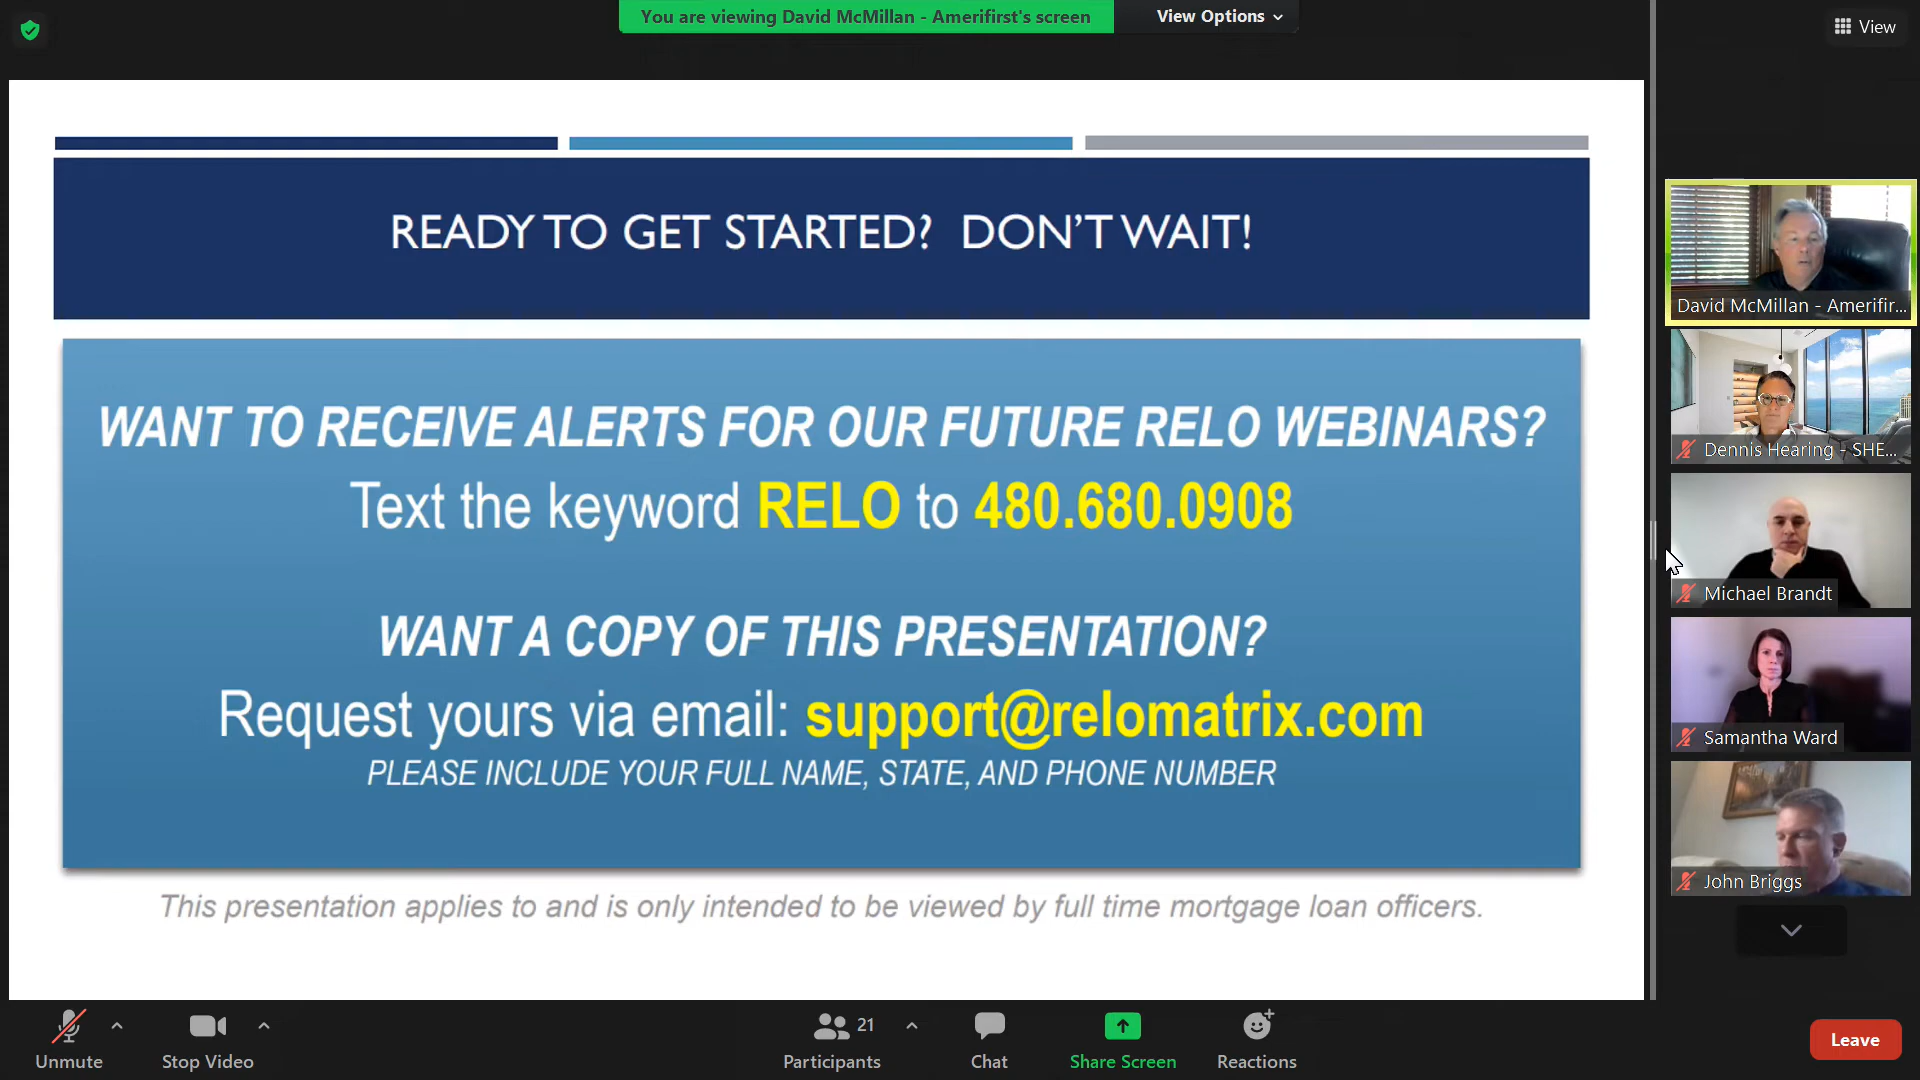 You are viewing David McMillan - Amerifirst's screen
View Options
View
READY TO GET STARTED? DON'T WAIT!
WANT TO RECEIVE ALERTS FOR OUR FUTURE RELO WEBINARS?
Text the keyword RELO to 480.680.0908
WANT A COPY OF THIS PRESENTATION?
Request yours via email: support@relomatrix.com
PLEASE INCLUDE YOUR FULL NAME, STATE, AND PHONE NUMBER
This presentation applies to and is only intended to be viewed by full time mortgage loan officers.
David McMillan - Amerifir...
Dennis Hearing - SHE...
Michael Brandt
Samantha Ward
John Briggs
Unmute
Stop Video
21
Participants
Chat
Share Screen
Reactions
Leave